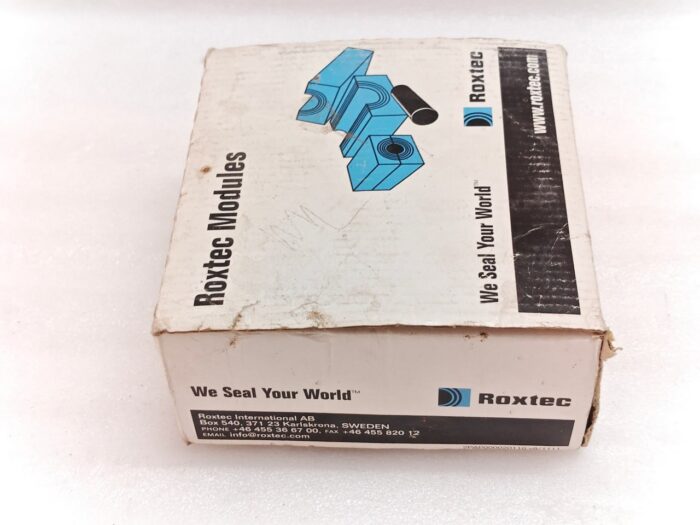 Roxtec Modules
We Seal Your World™
Roxtec
www.roxtec.com
We Seal Your World™
Roxtec
Roxtec International AB
Box 540, 371 23 Karlskrona, SWEDEN
PHONE +46 455 36 67 00, FAX +46 455 820 12
EMAIL info@roxtec.com